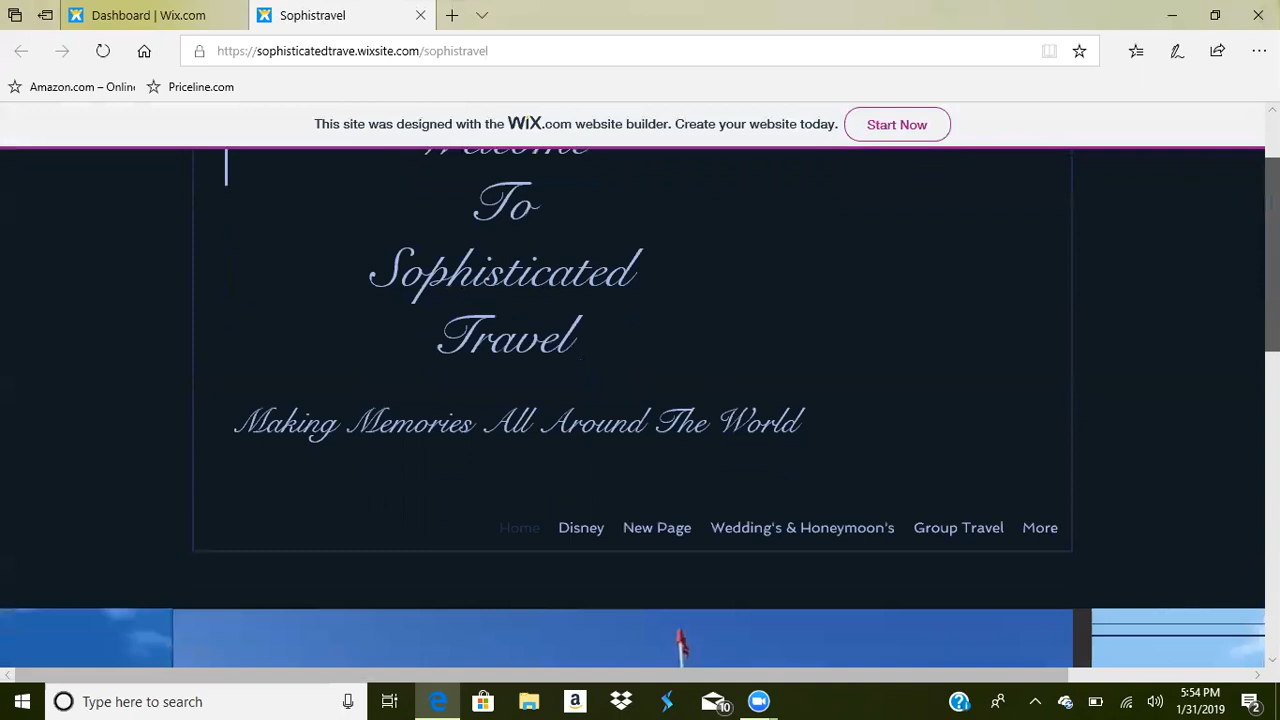 Dashboard | Wix.com
Sophistravel
https://sophisticatedtrave.wixsite.com/sophistravel
Amazon.com – Onlin
Priceline.com
This site was designed with the WiX.com website builder. Create your website today.
Start Now
Welcome
To
Sophisticated
Travel
Making Memories All Around The World
Home Disney New Page Wedding's & Honeymoon's Group Travel More
Type here to search
10
5:54 PM
1/31/2019
2